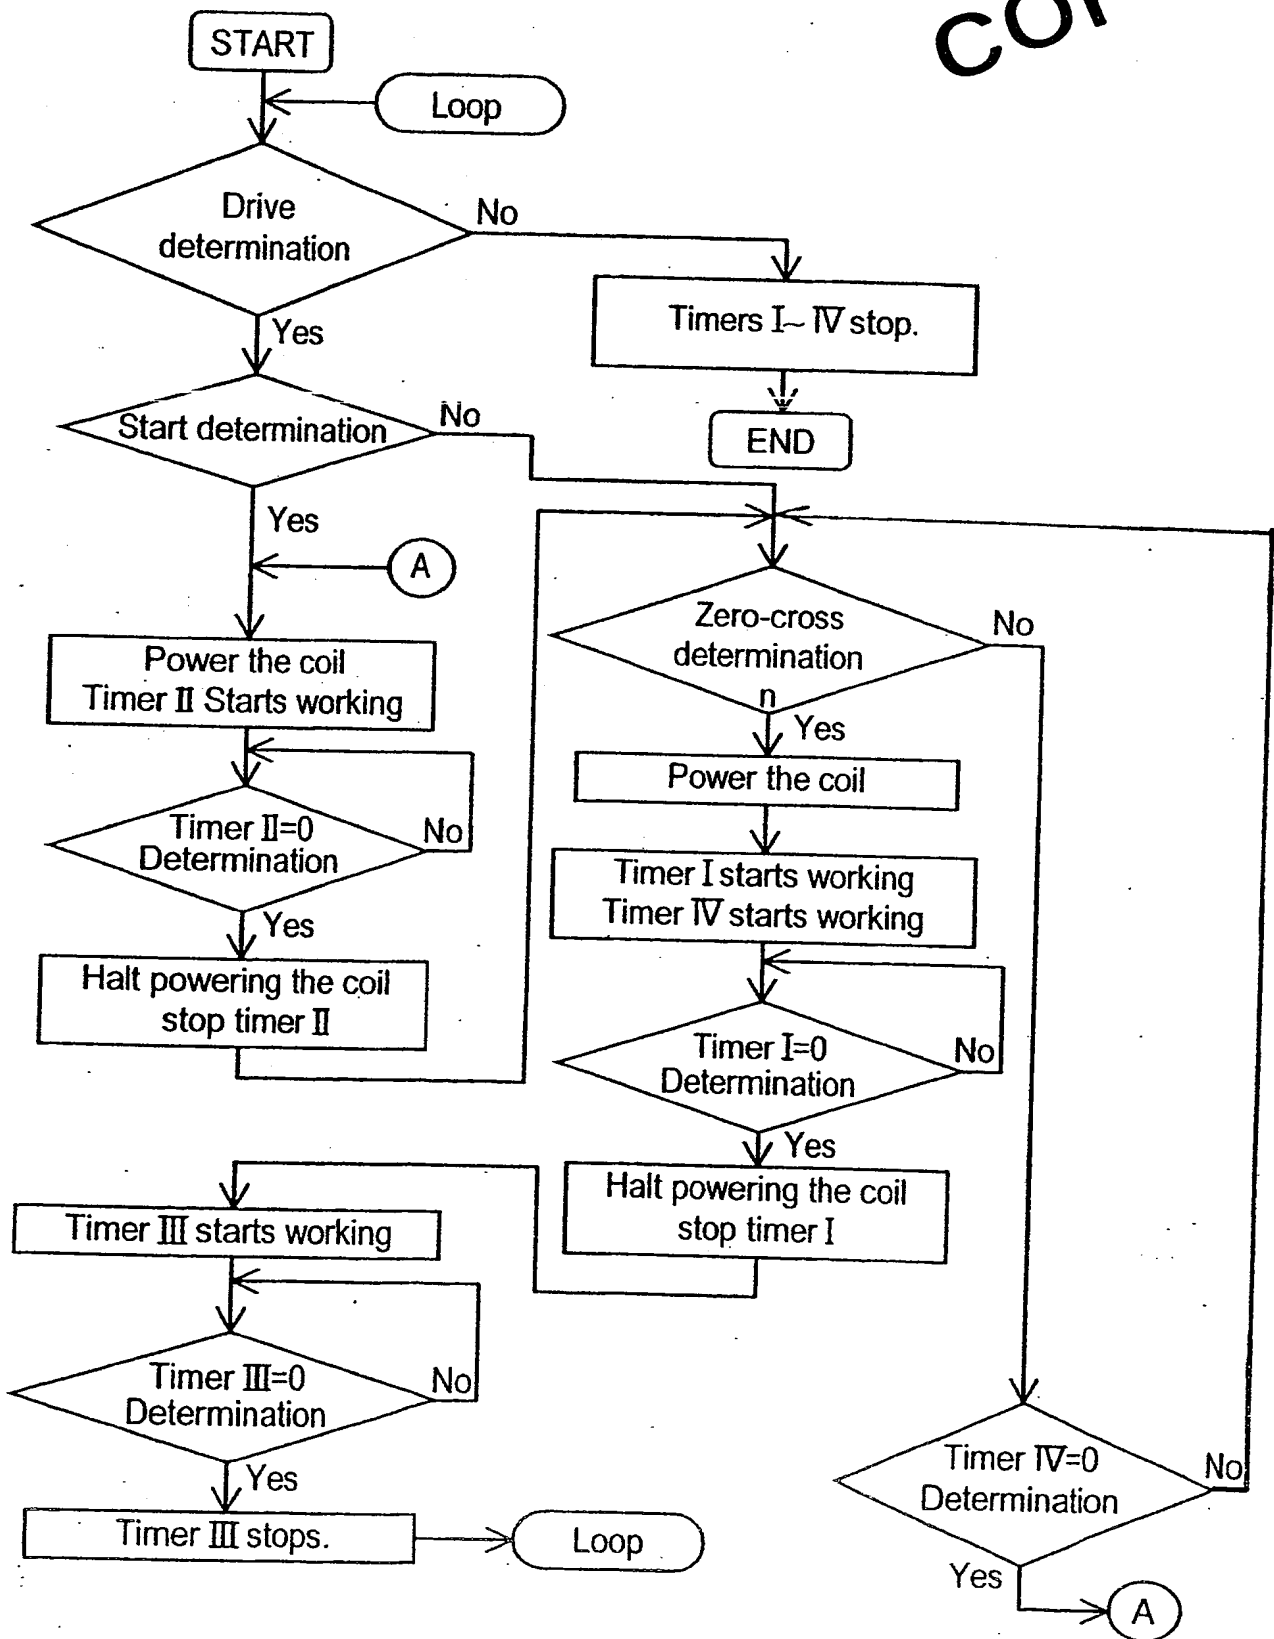 START
Loop
Drive
determination
No
Yes
Timers Ⅰ~ Ⅳ stop.
END
Start determination
No
Yes
A
Power the coil
Timer Ⅱ Starts working
Timer Ⅱ=0
Determination
No
Yes
Halt powering the coil
stop timer Ⅱ
Zero-cross
determination
n
No
Yes
Power the coil
Timer Ⅰ starts working
Timer Ⅳ starts working
Timer Ⅰ=0
Determination
No
Yes
Halt powering the coil
stop timer Ⅰ
Timer Ⅲ starts working
Timer Ⅲ=0
Determination
No
Yes
Timer Ⅲ stops.
Loop
Timer Ⅳ=0
Determination
No
Yes
A